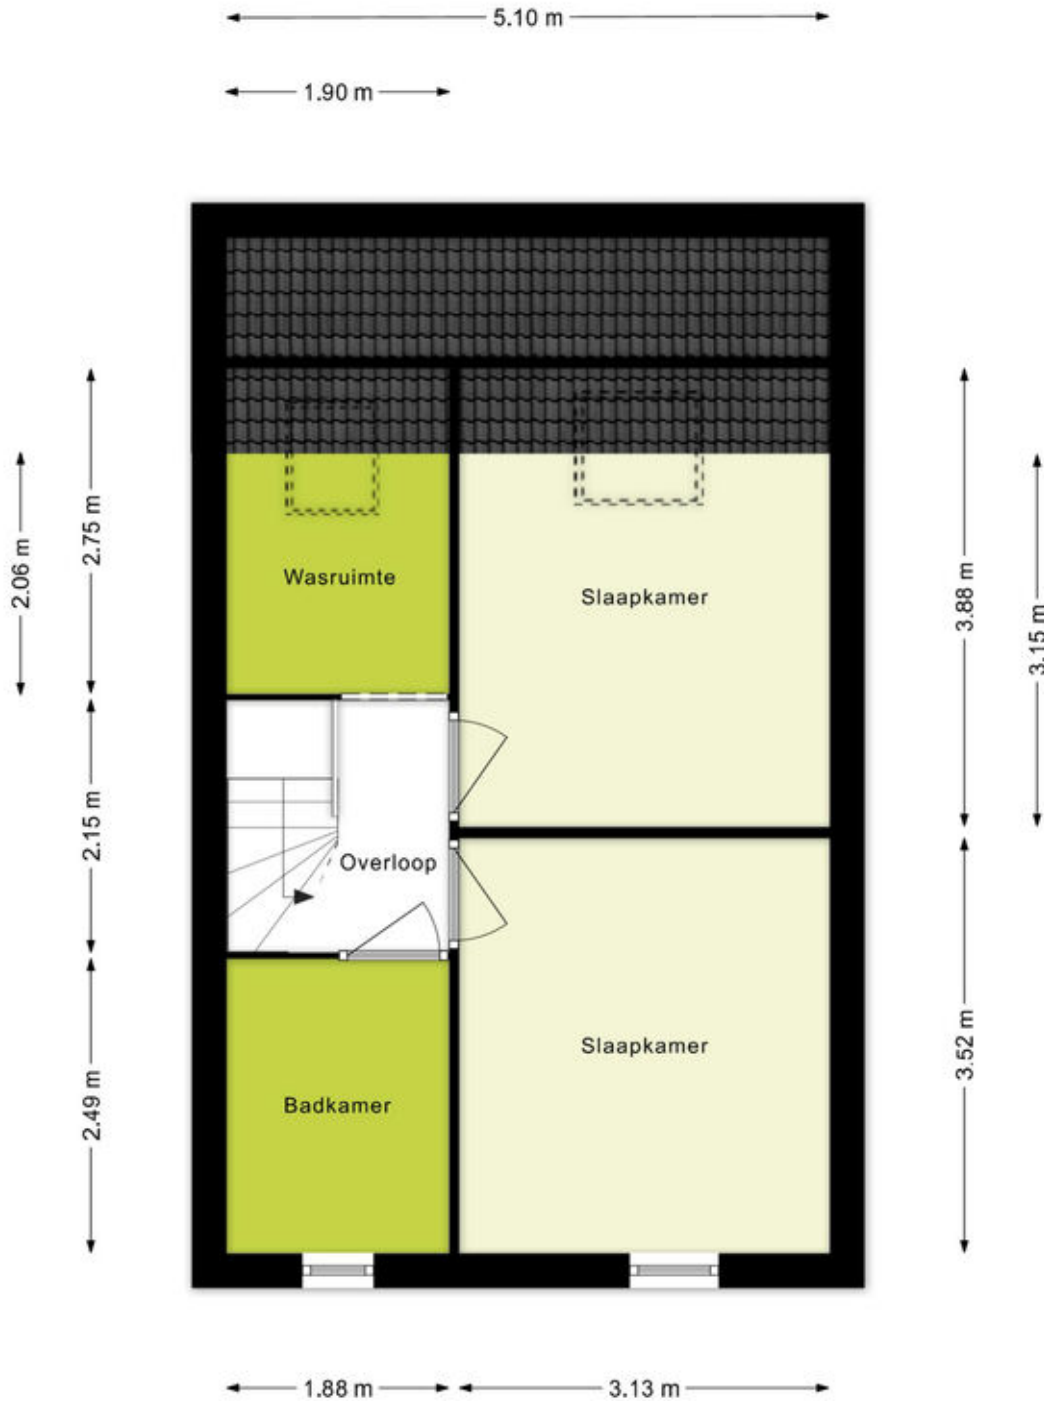 5.10 m
1.90 m
2.75 m
2.06 m
3.88 m
3.15 m
Wasruimte
Slaapkamer
2.15 m
Overloop
Slaapkamer
3.52 m
Badkamer
2.49 m
1.88 m
3.13 m